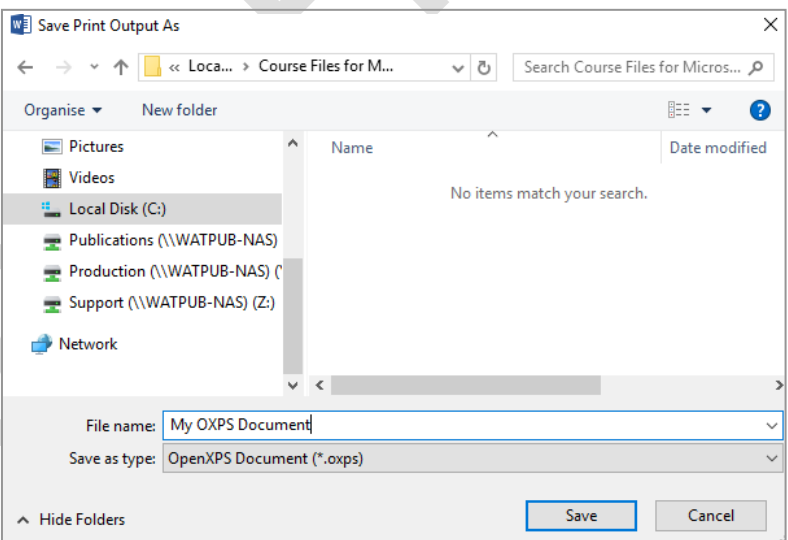 Save Print Output As
« Loca... › Course Files for M...
Search Course Files for Micros...
Organise
New folder
?
Pictures
Videos
Local Disk (C:)
Publications (\\WATPUB-NAS)
Production (\\WATPUB-NAS) ('
Support (\\WATPUB-NAS) (Z:)
Network
Name
Date modified
No items match your search.
File name: My OXPS Document
Save as type: OpenXPS Document (*.oxps)
Hide Folders
Save
Cancel